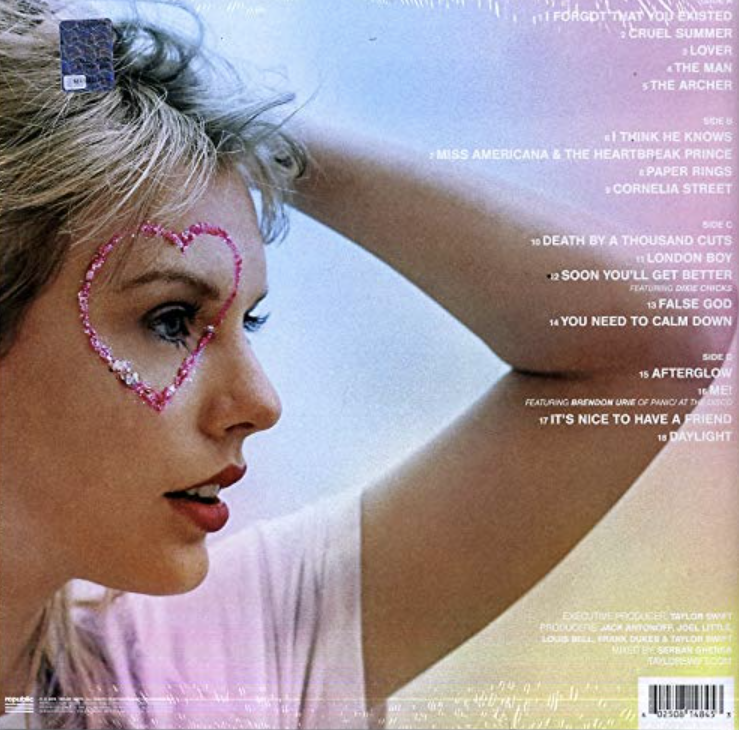 1 I FORGOT THAT YOU EXISTED
2 CRUEL SUMMER
3 LOVER
4 THE MAN
5 THE ARCHER
SIDE B
6 I THINK HE KNOWS
7 MISS AMERICANA & THE HEARTBREAK PRINCE
8 PAPER RINGS
9 CORNELIA STREET
SIDE C
10 DEATH BY A THOUSAND CUTS
11 LONDON BOY
12 SOON YOU'LL GET BETTER
FEATURING DIXIE CHICKS
13 FALSE GOD
14 YOU NEED TO CALM DOWN
SIDE D
15 AFTERGLOW
16 ME!
FEATURING BRENDON URIE OF PANIC! AT THE DISCO
17 IT'S NICE TO HAVE A FRIEND
18 DAYLIGHT
EXECUTIVE PRODUCER: TAYLOR SWIFT
PRODUCERS: JACK ANTONOFF, JOEL LITTLE,
LOUIS BELL, FRANK DUKES & TAYLOR SWIFT
MIXED BY SERBAN GHENEA
TAYLORSWIFT.COM
republic
6 02508 14845 3